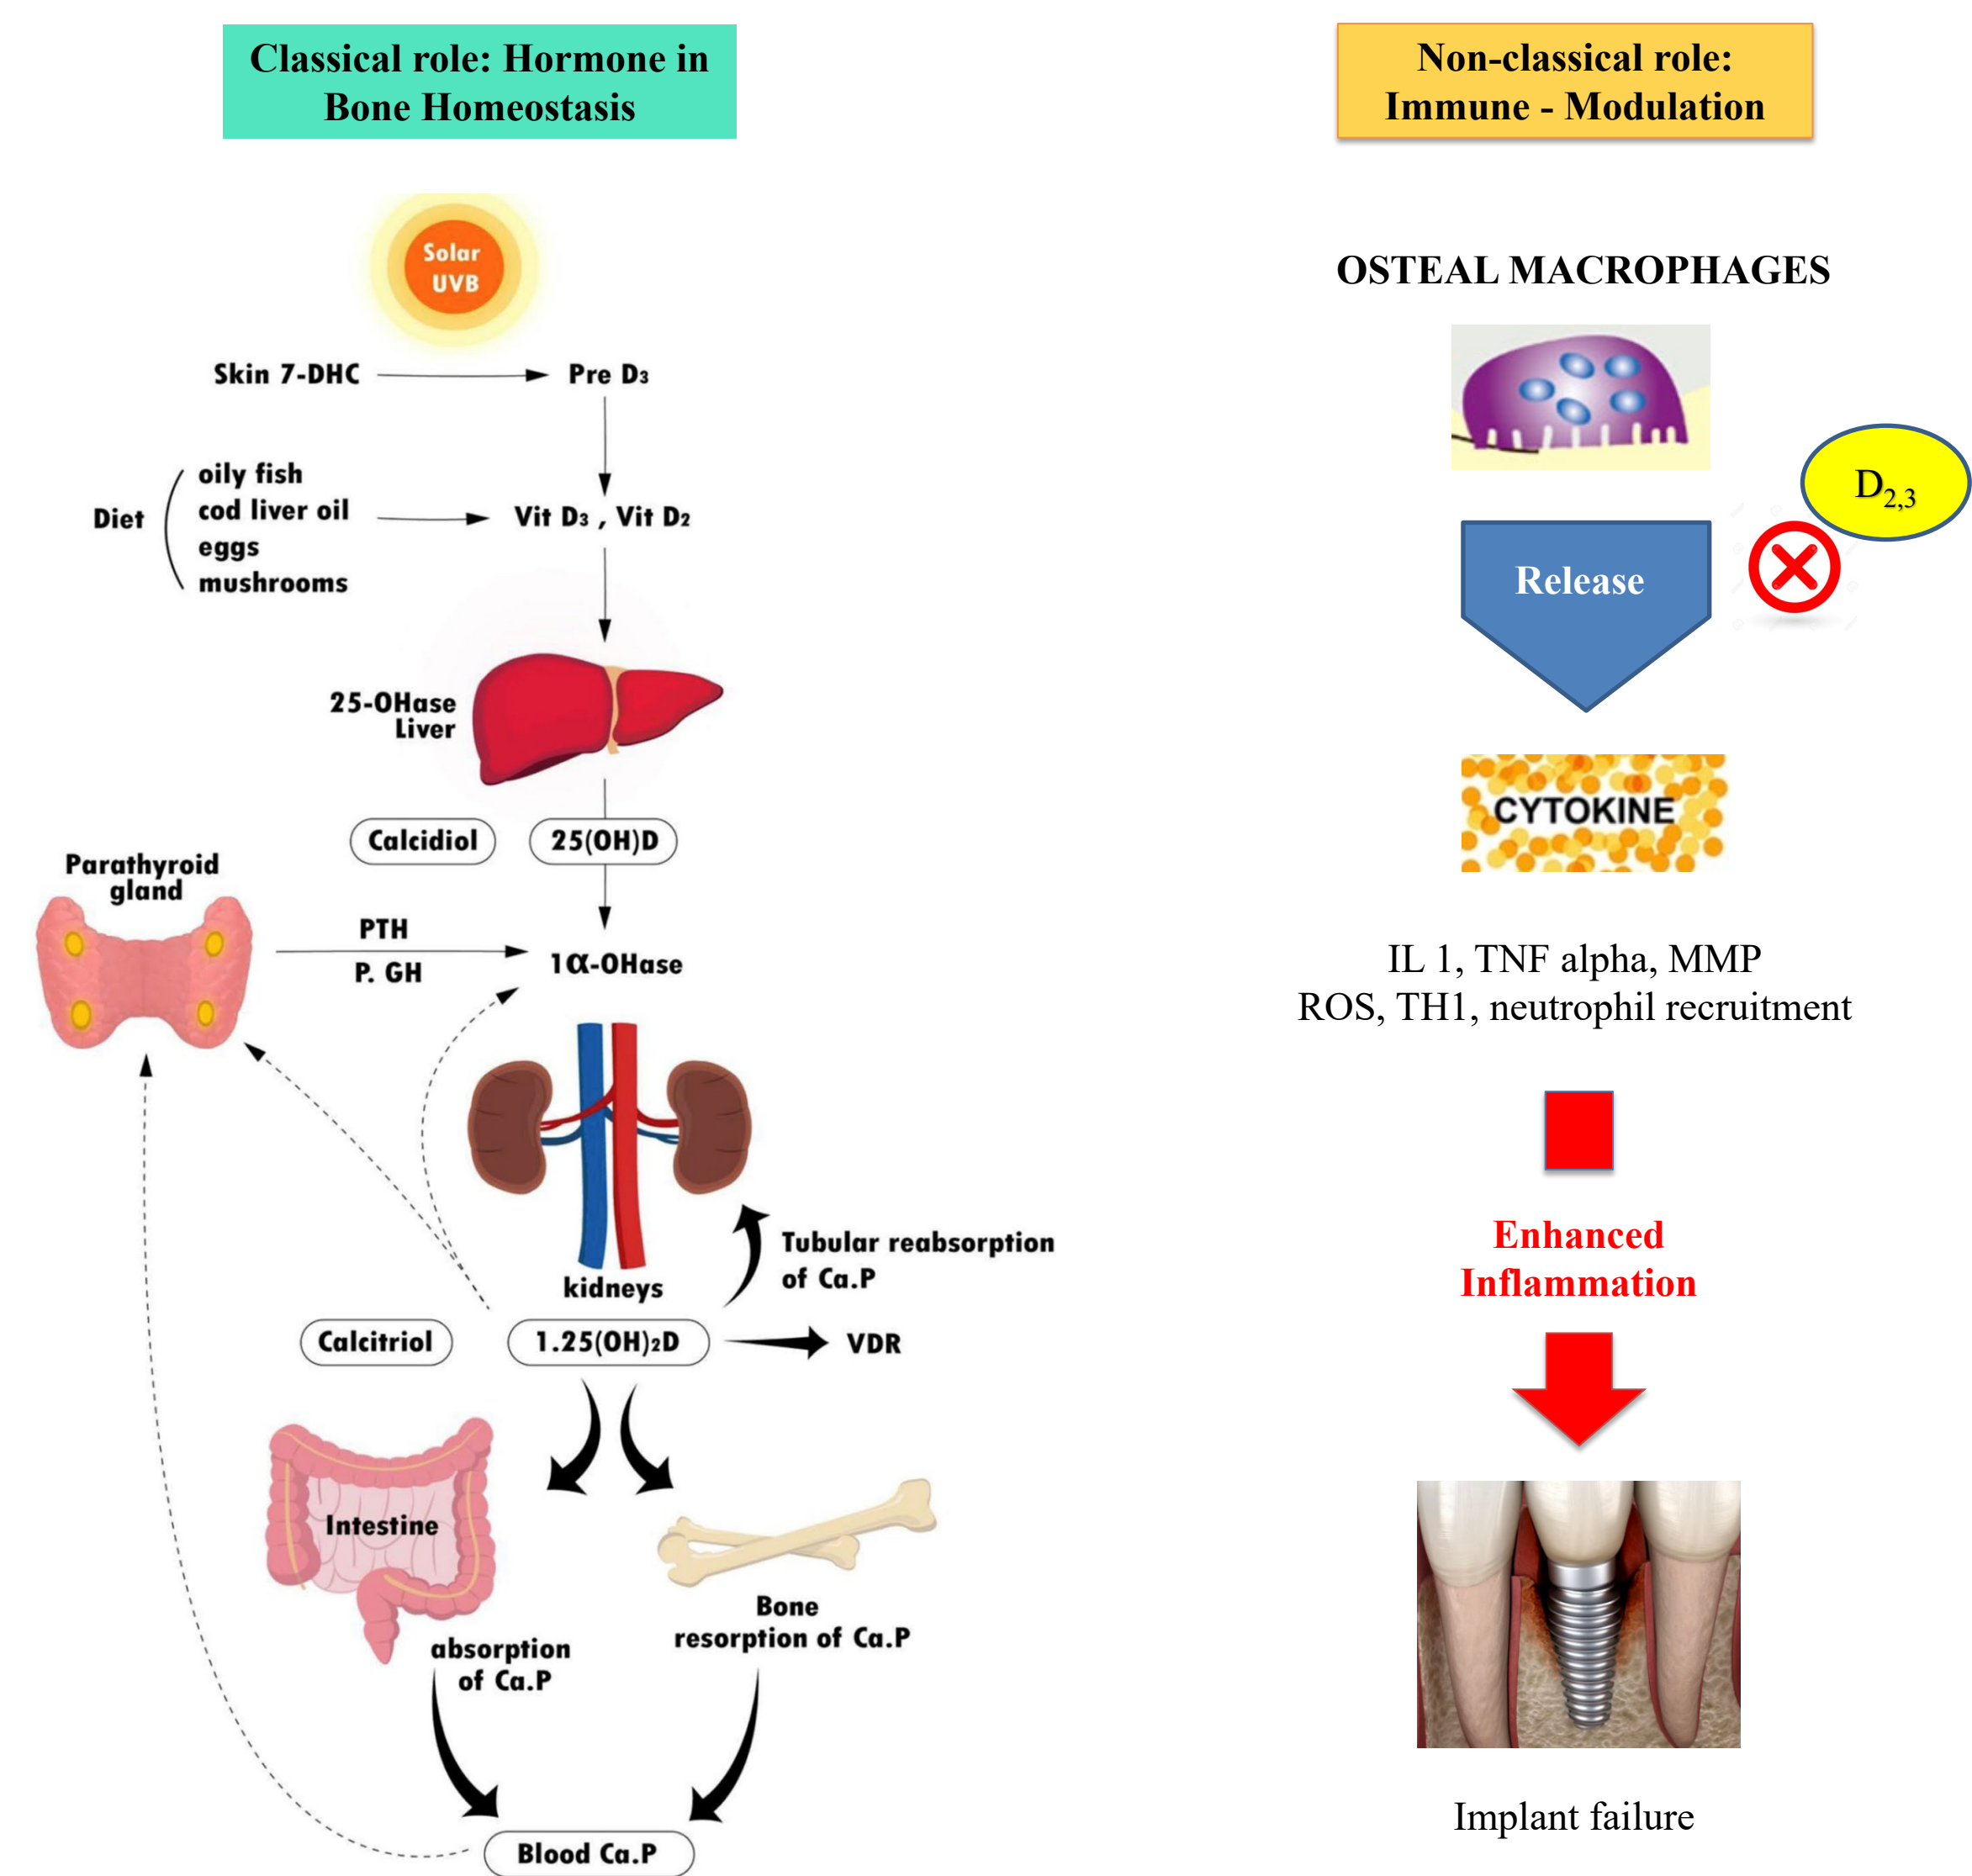 Classical role: Hormone in
Bone Homeostasis
Solar
UVB
Skin 7-DHC
Pre D₃
Diet
oily fish
cod liver oil
eggs
mushrooms
Vit D₃ , Vit D₂
25-OHase
Liver
Calcidiol
25(OH)D
Parathyroid
gland
PTH
P. GH
1α-OHase
kidneys
Tubular reabsorption
of Ca.P
Calcitriol
1.25(OH)₂D
VDR
Intestine
absorption
of Ca.P
Bone
resorption of Ca.P
Blood Ca.P
Non-classical role:
Immune - Modulation
OSTEAL MACROPHAGES
D₂,₃
Release
CYTOKINE
IL 1, TNF alpha, MMP
ROS, TH1, neutrophil recruitment
Enhanced
Inflammation
Implant failure